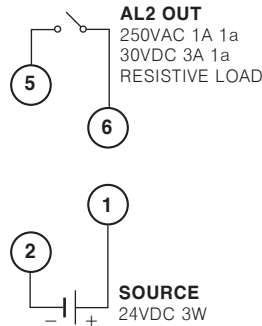 AL2 OUT
250VAC 1A 1a
30VDC 3A 1a
RESISTIVE LOAD
5
6
1
2
SOURCE
24VDC 3W
− +